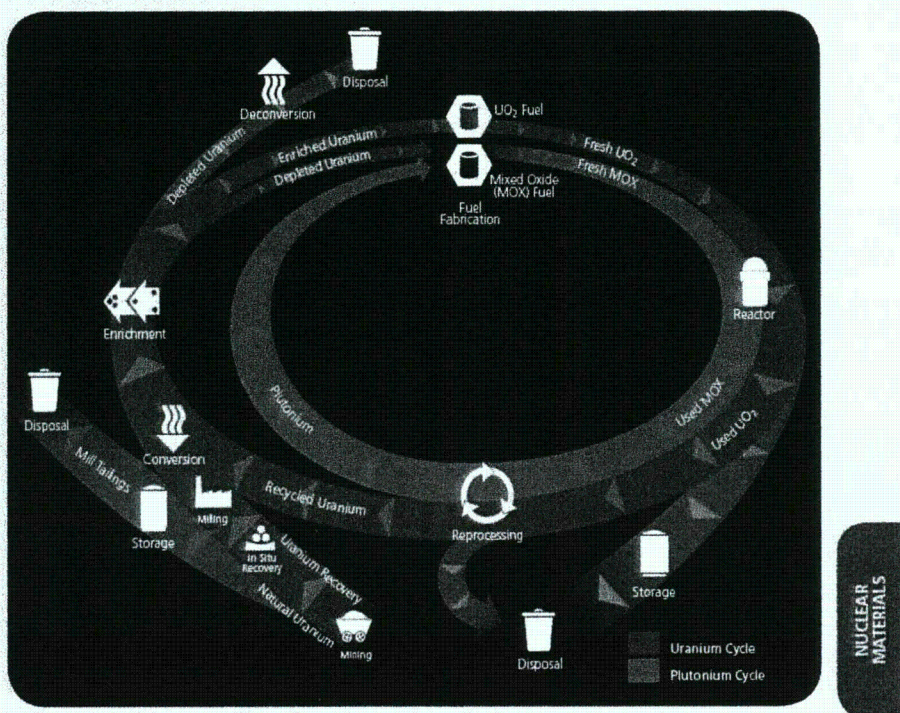 Disposal
Deconversion
UO₂ Fuel
Depleted Uranium
Enriched Uranium
Depleted Uranium
Fresh UO₂
Fresh MOX
Mixed Oxide
(MOX) Fuel
Fuel
Fabrication
Reactor
Enrichment
Disposal
Plutonium
Used MOX
Used UO₂
Conversion
Mill Tailings
Milling
Recycled Uranium
Storage
Reprocessing
In Situ
Recovery
Uranium Recovery
Natural Uranium
Mining
Storage
Disposal
Uranium Cycle
Plutonium Cycle
NUCLEAR
MATERIALS